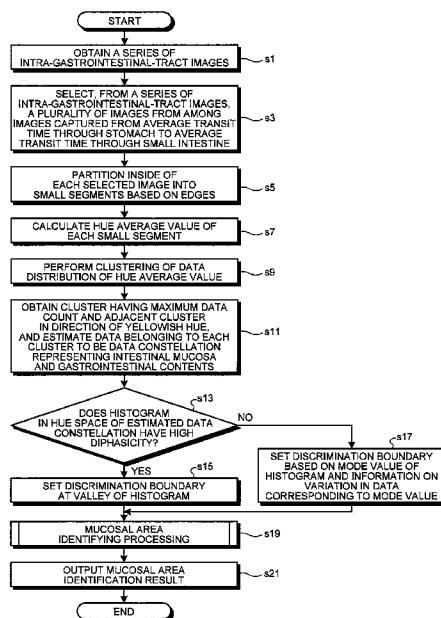 START
OBTAIN A SERIES OF
INTRA-GASTROINTESTINAL-TRACT IMAGES
s1
SELECT, FROM A SERIES OF
INTRA-GASTROINTESTINAL-TRACT IMAGES,
A PLURALITY OF IMAGES FROM AMONG
IMAGES CAPTURED FROM AVERAGE TRANSIT
TIME THROUGH STOMACH TO AVERAGE
TRANSIT TIME THROUGH SMALL INTESTINE
s3
PARTITION INSIDE OF
EACH SELECTED IMAGE INTO
SMALL SEGMENTS BASED ON EDGES
s5
CALCULATE HUE AVERAGE VALUE OF
EACH SMALL SEGMENT
s7
PERFORM CLUSTERING OF DATA
DISTRIBUTION OF HUE AVERAGE VALUE
s9
OBTAIN CLUSTER HAVING MAXIMUM DATA
COUNT AND ADJACENT CLUSTER
IN DIRECTION OF YELLOWISH HUE,
AND ESTIMATE DATA BELONGING TO EACH
CLUSTER TO BE DATA CONSTELLATION
REPRESENTING INTESTINAL MUCOSA
AND GASTROINTESTINAL CONTENTS
s11
s13
DOES HISTOGRAM
IN HUE SPACE OF ESTIMATED DATA
CONSTELLATION HAVE HIGH
DIPHASICITY?
NO
s17
SET DISCRIMINATION BOUNDARY
BASED ON MODE VALUE OF
HISTOGRAM AND INFORMATION ON
VARIATION IN DATA
CORRESPONDING TO MODE VALUE
YES
s15
SET DISCRIMINATION BOUNDARY
AT VALLEY OF HISTOGRAM
MUCOSAL AREA
IDENTIFYING PROCESSING
s19
OUTPUT MUCOSAL AREA
IDENTIFICATION RESULT
s21
END